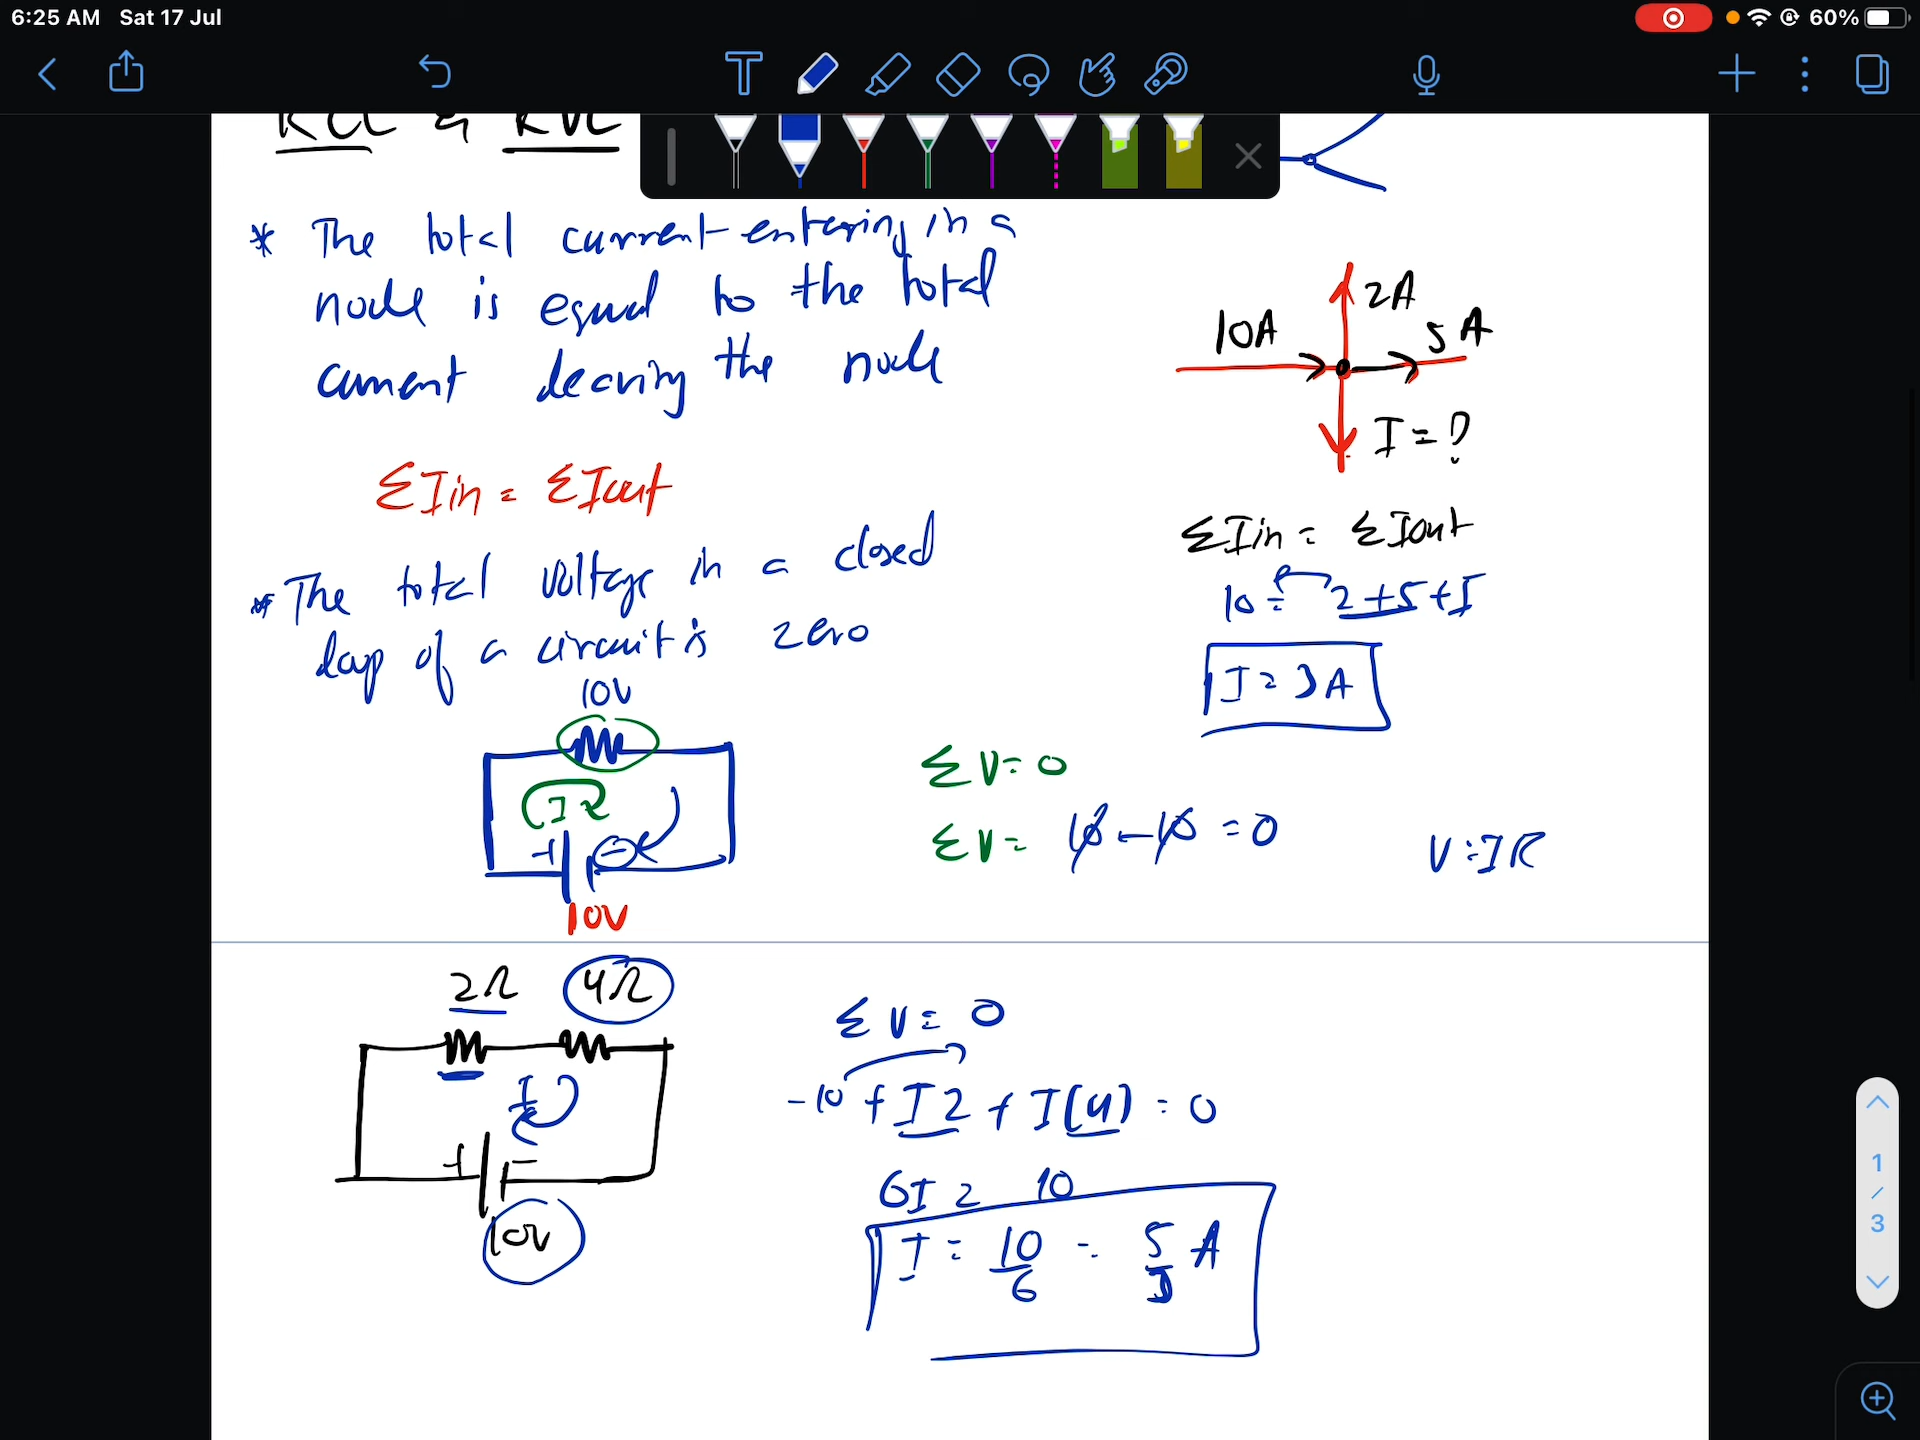 6:25 AM Sat 17 Jul
60%
T
KCL & KVL
* The total current entering in a
node is equal to the total
current leaving the node
ΣIin = ΣIout
* The total voltage in a closed
loop of a circuit is zero
10V
I
+ -
10V
10A
2A
5A
I = ?
ΣIin = ΣIout
10 = 2+5+I
I = 3A
ΣV = 0
ΣV = 10 - 10 = 0
V = IR
2Ω 4Ω
I
+ -
10V
ΣV = 0
-10 + I2 + I(4) = 0
6I = 10
I = 10/6 = 5/3 A
1
/
3